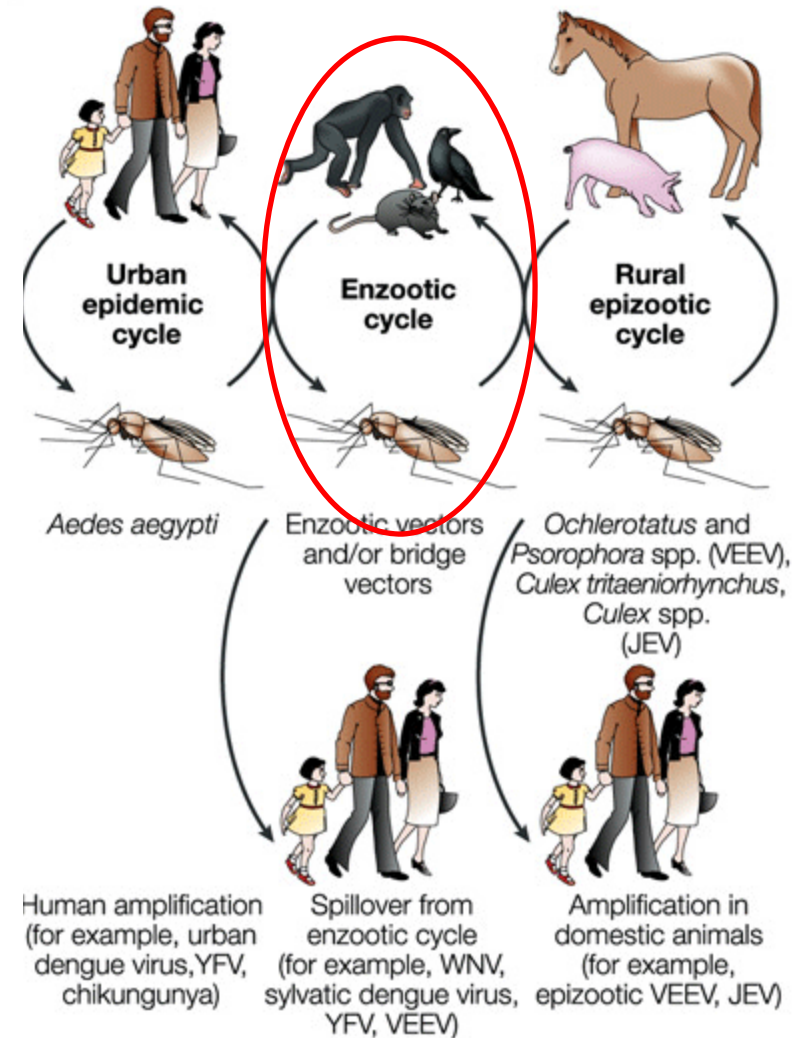 Urban
epidemic
cycle
Enzootic
cycle
Rural
epizootic
cycle
Aedes aegypti
Enzootic vectors
and/or bridge
vectors
Ochlerotatus and
Psorophora spp. (VEEV),
Culex tritaeniorhynchus,
Culex spp.
(JEV)
Human amplification
(for example, urban
dengue virus,YFV,
chikungunya)
Spillover from
enzootic cycle
(for example, WNV,
sylvatic dengue virus,
YFV, VEEV)
Amplification in
domestic animals
(for example,
epizootic VEEV, JEV)